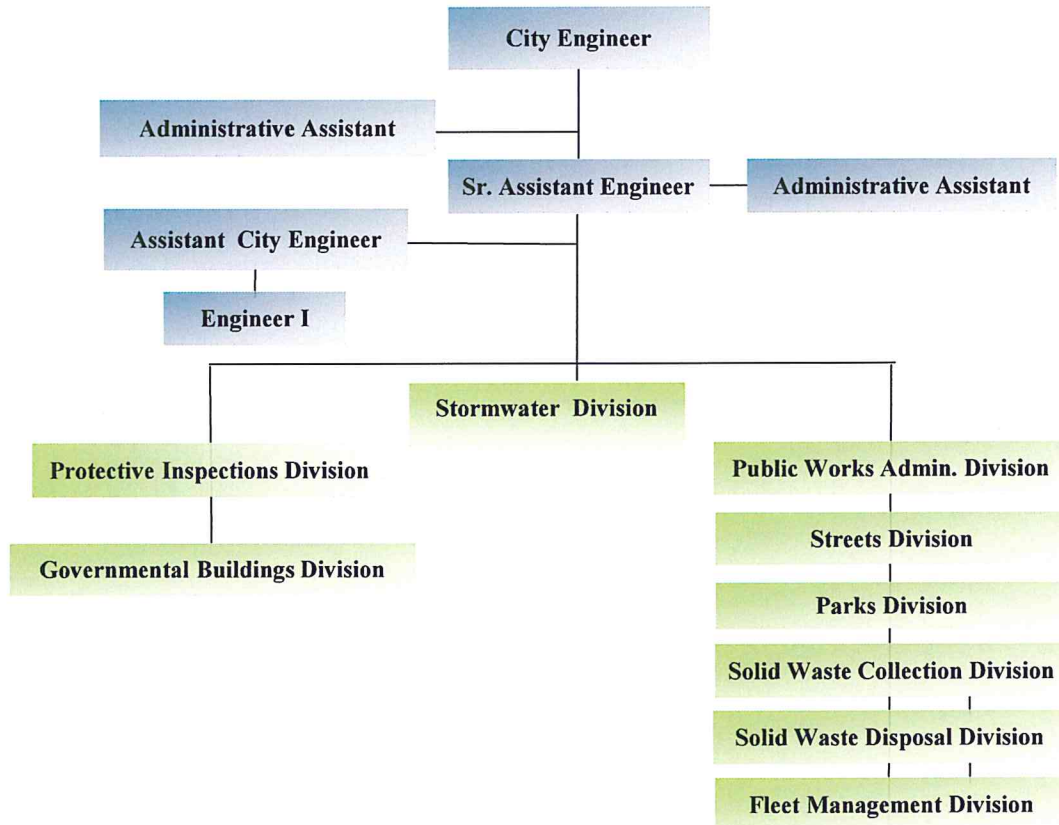 City Engineer
Administrative Assistant
Sr. Assistant Engineer
Administrative Assistant
Assistant City Engineer
Engineer I
Stormwater Division
Protective Inspections Division
Governmental Buildings Division
Public Works Admin. Division
Streets Division
Parks Division
Solid Waste Collection Division
Solid Waste Disposal Division
Fleet Management Division